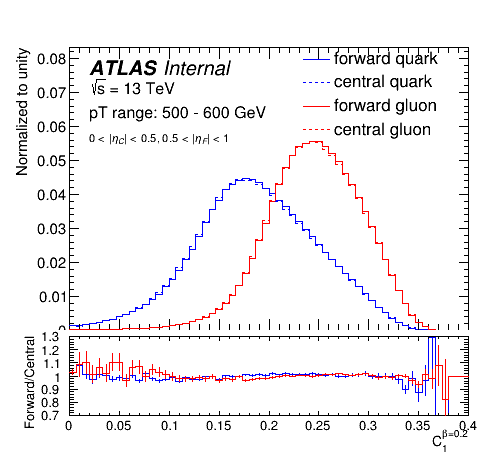 Normalized to unity
0.08
0.07
0.06
0.05
0.04
0.03
0.02
0.01
0
ATLAS Internal
√s = 13 TeV
pT range: 500 - 600 GeV
0 < |η_C| < 0.5, 0.5 < |η_F| < 1
forward quark
central quark
forward gluon
central gluon
Forward/Central
1.3
1.2
1.1
1
0.9
0.8
0.7
0 0.05 0.1 0.15 0.2 0.25 0.3 0.35 0.4
C_1^{β=0.2}